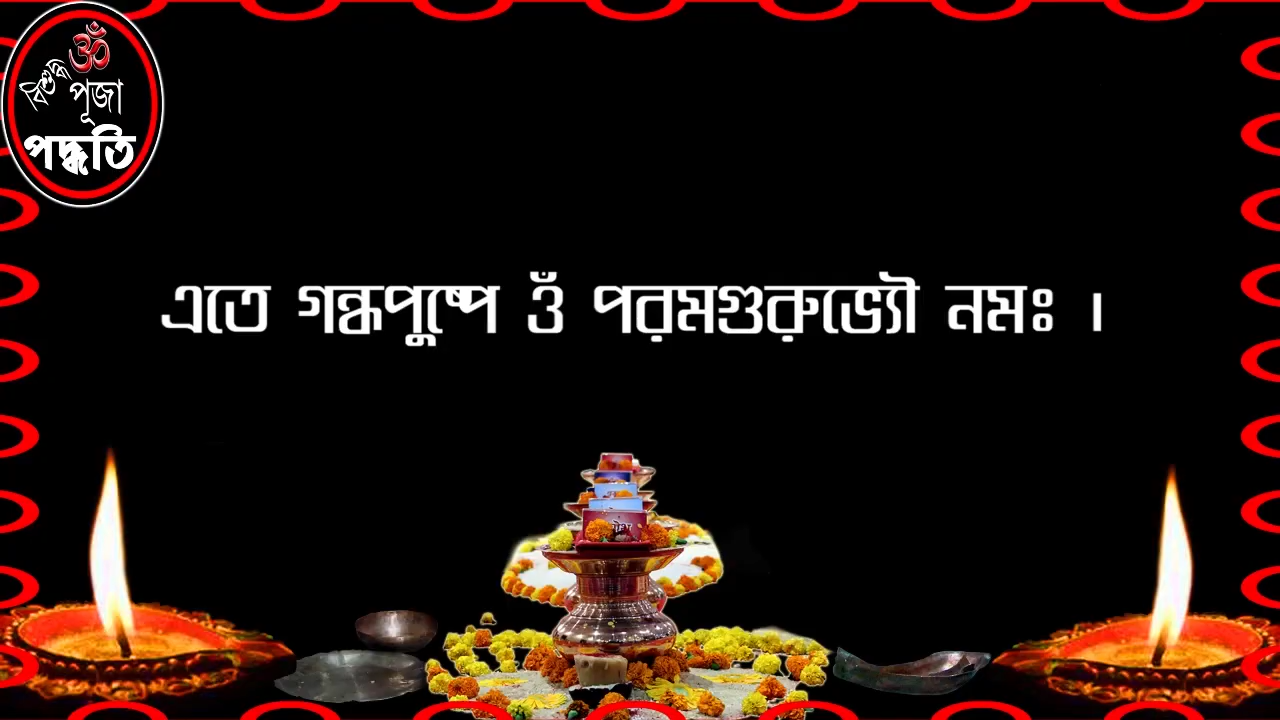 ॐ
বিশুদ্ধ
পূজা
পদ্ধতি
এতে গন্ধপুষ্পে ওঁ পরমগুরুভ্যৌ নমঃ ।